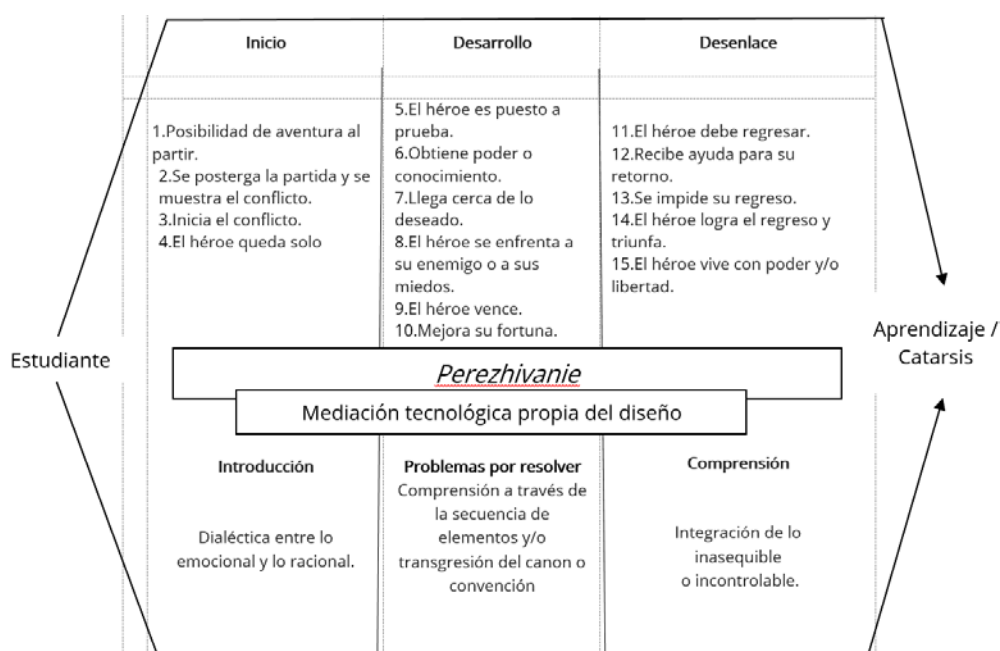 Inicio
Desarrollo
Desenlace
1.Posibilidad de aventura al
partir.
2.Se posterga la partida y se
muestra el conflicto.
3.Inicia el conflicto.
4.El héroe queda solo
5.El héroe es puesto a
prueba.
6.Obtiene poder o
conocimiento.
7.Llega cerca de lo
deseado.
8.El héroe se enfrenta a
su enemigo o a sus
miedos.
9.El héroe vence.
10.Mejora su fortuna.
11.El héroe debe regresar.
12.Recibe ayuda para su
retorno.
13.Se impide su regreso.
14.El héroe logra el regreso y
triunfa.
15.El héroe vive con poder y/o
libertad.
Estudiante
Aprendizaje /
Catarsis
Perezhivanie
Mediación tecnológica propia del diseño
Introducción
Dialéctica entre lo
emocional y lo racional.
Problemas por resolver
Comprensión a través de
la secuencia de
elementos y/o
transgresión del canon o
convención
Comprensión
Integración de lo
inasequible
o incontrolable.